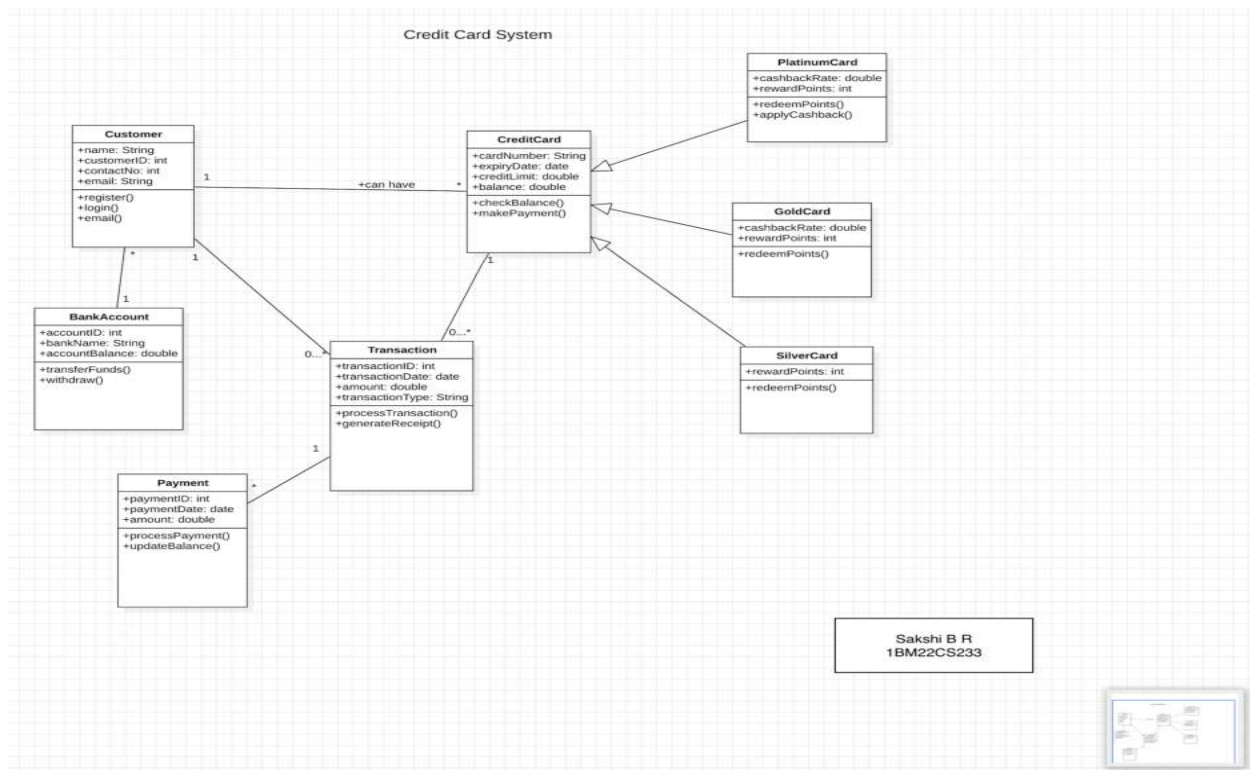 Credit Card System
PlatinumCard
+cashbackRate: double
+rewardPoints: int
+redeemPoints()
+applyCashback()
Customer
+name: String
+customerID: int
+contactNo: int
+email: String
+register()
+login()
+email()
CreditCard
+cardNumber: String
+expiryDate: date
+creditLimit: double
+balance: double
+checkBalance()
+makePayment()
1
+can have
*
GoldCard
+cashbackRate: double
+rewardPoints: int
+redeemPoints()
*
1
1
1
0...*
0...*
BankAccount
+accountID: int
+bankName: String
+accountBalance: double
+transferFunds()
+withdraw()
Transaction
+transactionID: int
+transactionDate: date
+amount: double
+transactionType: String
+processTransaction()
+generateReceipt()
SilverCard
+rewardPoints: int
+redeemPoints()
1
*
Payment
+paymentID: int
+paymentDate: date
+amount: double
+processPayment()
+updateBalance()
Sakshi B R
1BM22CS233